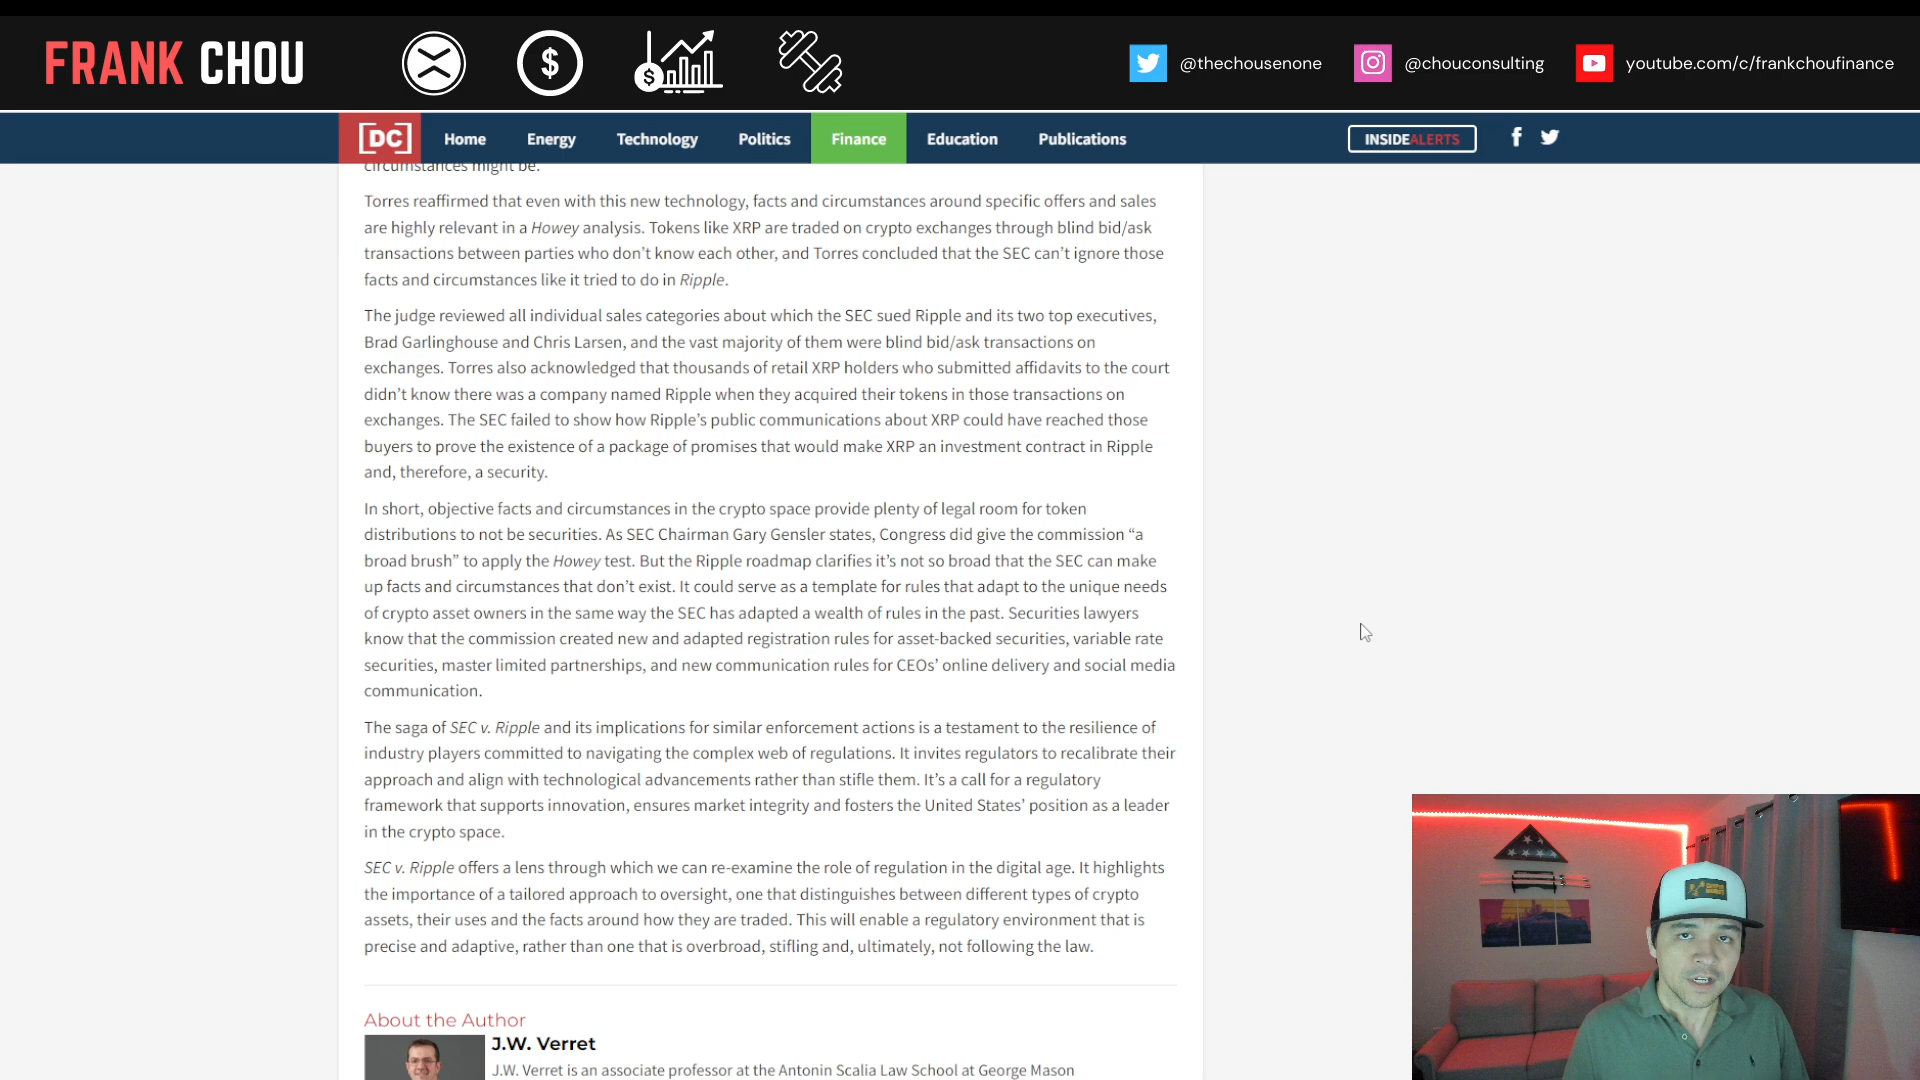 FRANK CHOU
@thechousenone
@chouconsulting
youtube.com/c/frankchoufinance
[DC]
Home
Energy
Technology
Politics
Finance
Education
Publications
INSIDEALERTS
circumstances might be.
Torres reaffirmed that even with this new technology, facts and circumstances around specific offers and sales
are highly relevant in a Howey analysis. Tokens like XRP are traded on crypto exchanges through blind bid/ask
transactions between parties who don’t know each other, and Torres concluded that the SEC can’t ignore those
facts and circumstances like it tried to do in Ripple.
The judge reviewed all individual sales categories about which the SEC sued Ripple and its two top executives,
Brad Garlinghouse and Chris Larsen, and the vast majority of them were blind bid/ask transactions on
exchanges. Torres also acknowledged that thousands of retail XRP holders who submitted affidavits to the court
didn’t know there was a company named Ripple when they acquired their tokens in those transactions on
exchanges. The SEC failed to show how Ripple’s public communications about XRP could have reached those
buyers to prove the existence of a package of promises that would make XRP an investment contract in Ripple
and, therefore, a security.
In short, objective facts and circumstances in the crypto space provide plenty of legal room for token
distributions to not be securities. As SEC Chairman Gary Gensler states, Congress did give the commission “a
broad brush” to apply the Howey test. But the Ripple roadmap clarifies it’s not so broad that the SEC can make
up facts and circumstances that don’t exist. It could serve as a template for rules that adapt to the unique needs
of crypto asset owners in the same way the SEC has adapted a wealth of rules in the past. Securities lawyers
know that the commission created new and adapted registration rules for asset-backed securities, variable rate
securities, master limited partnerships, and new communication rules for CEOs’ online delivery and social media
communication.
The saga of SEC v. Ripple and its implications for similar enforcement actions is a testament to the resilience of
industry players committed to navigating the complex web of regulations. It invites regulators to recalibrate their
approach and align with technological advancements rather than stifle them. It’s a call for a regulatory
framework that supports innovation, ensures market integrity and fosters the United States’ position as a leader
in the crypto space.
SEC v. Ripple offers a lens through which we can re-examine the role of regulation in the digital age. It highlights
the importance of a tailored approach to oversight, one that distinguishes between different types of crypto
assets, their uses and the facts around how they are traded. This will enable a regulatory environment that is
precise and adaptive, rather than one that is overbroad, stifling and, ultimately, not following the law.
About the Author
J.W. Verret
J.W. Verret is an associate professor at the Antonin Scalia Law School at George Mason